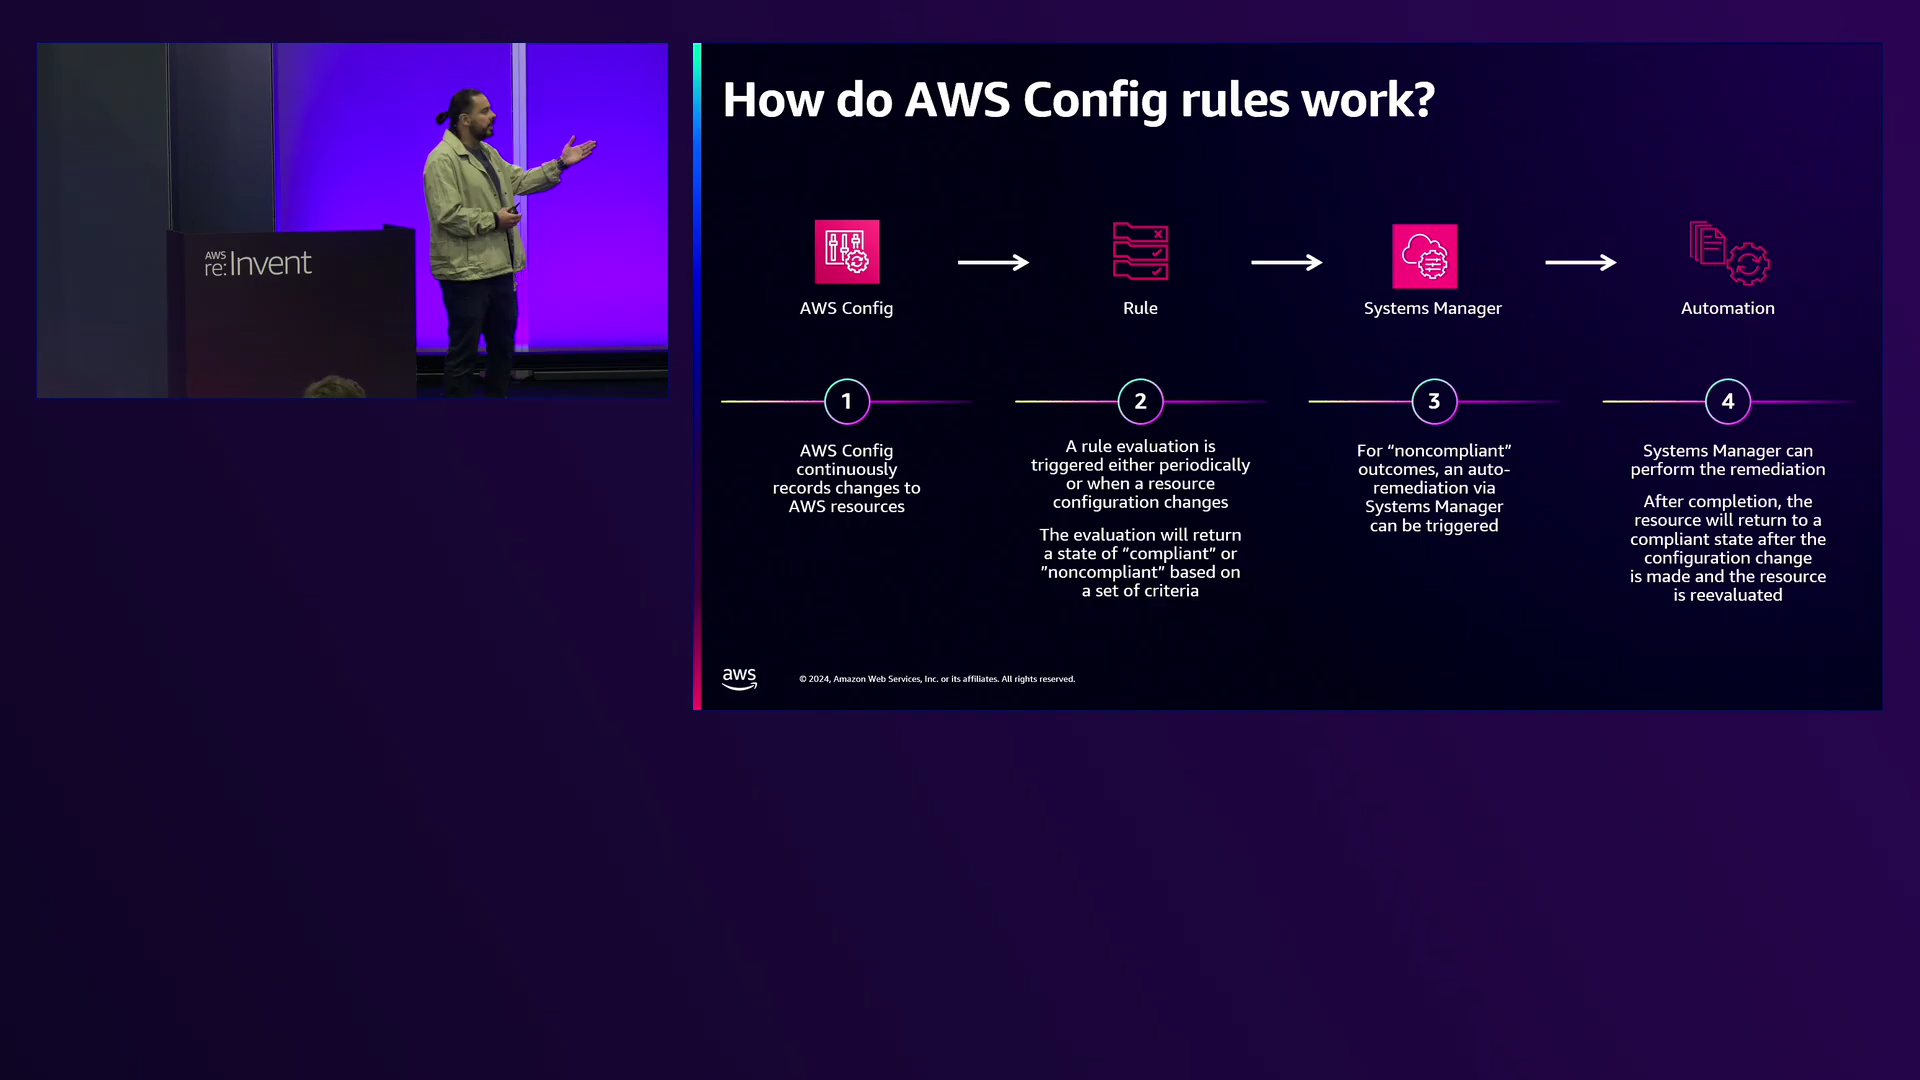 AWS
re:Invent
How do AWS Config rules work?
AWS Config
Rule
Systems Manager
Automation
1
AWS Config
continuously
records changes to
AWS resources
2
A rule evaluation is
triggered either periodically
or when a resource
configuration changes
The evaluation will return
a state of “compliant” or
”noncompliant” based on
a set of criteria
3
For “noncompliant”
outcomes, an auto-
remediation via
Systems Manager
can be triggered
4
Systems Manager can
perform the remediation
After completion, the
resource will return to a
compliant state after the
configuration change
is made and the resource
is reevaluated
aws
© 2024, Amazon Web Services, Inc. or its affiliates. All rights reserved.